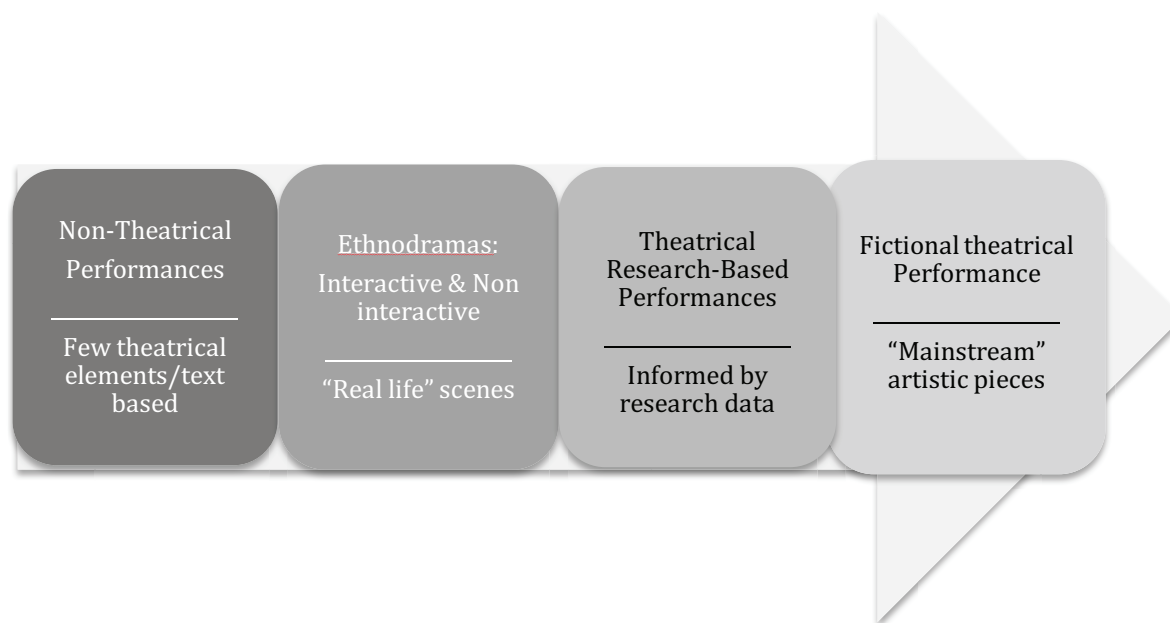 Non-Theatrical
Performances
Few theatrical
elements/text
based
Ethnodramas:
Interactive & Non
interactive
“Real life” scenes
Theatrical
Research-Based
Performances
Informed by
research data
Fictional theatrical
Performance
“Mainstream”
artistic pieces